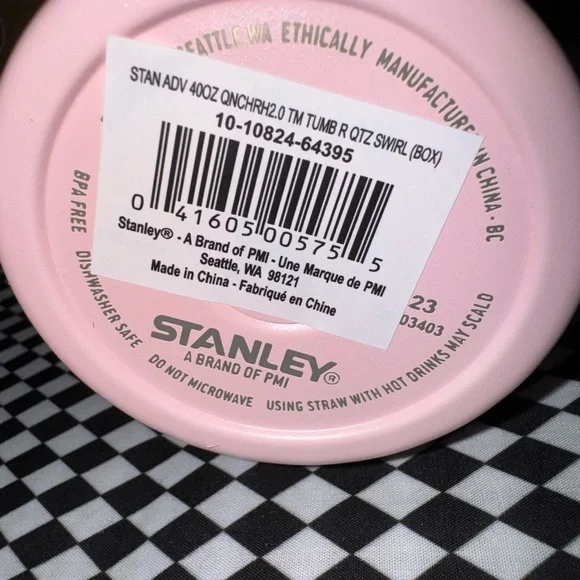 SEATTLE WA ETHICALLY MANUFACTURED IN CHINA • BC
STAN ADV 40OZ QNCHRH2.0 TM TUMB R QTZ SWIRL (BOX)
10-10824-64395
0 41605 00575 5
Stanley® - A Brand of PMI - Une Marque de PMI
Seattle, WA 98121
Made in China - Fabriqué en Chine
23
03403
BPA FREE
DISHWASHER SAFE
STANLEY®
A BRAND OF PMI
DO NOT MICROWAVE
USING STRAW WITH HOT DRINKS MAY SCALD